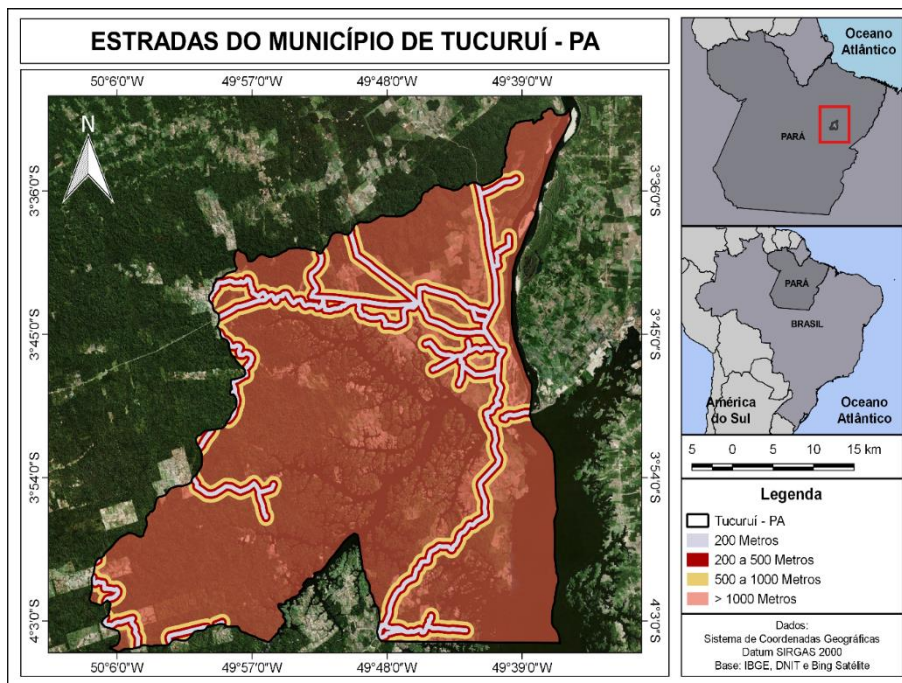 ESTRADAS DO MUNICÍPIO DE TUCURUÍ - PA
50°6'0"W 49°57'0"W 49°48'0"W 49°39'0"W
N
3°36'0"S 3°36'0"S
3°45'0"S 3°45'0"S
3°54'0"S 3°54'0"S
4°3'0"S 4°3'0"S
50°6'0"W 49°57'0"W 49°48'0"W 49°39'0"W
Oceano
Atlântico
PARÁ
PARÁ
BRASIL
América
do Sul
Oceano
Atlântico
5 0 5 10 15 km
Legenda
Tucuruí - PA
200 Metros
200 a 500 Metros
500 a 1000 Metros
> 1000 Metros
Dados:
Sistema de Coordenadas Geográficas
Datum SIRGAS 2000
Base: IBGE, DNIT e Bing Satélite